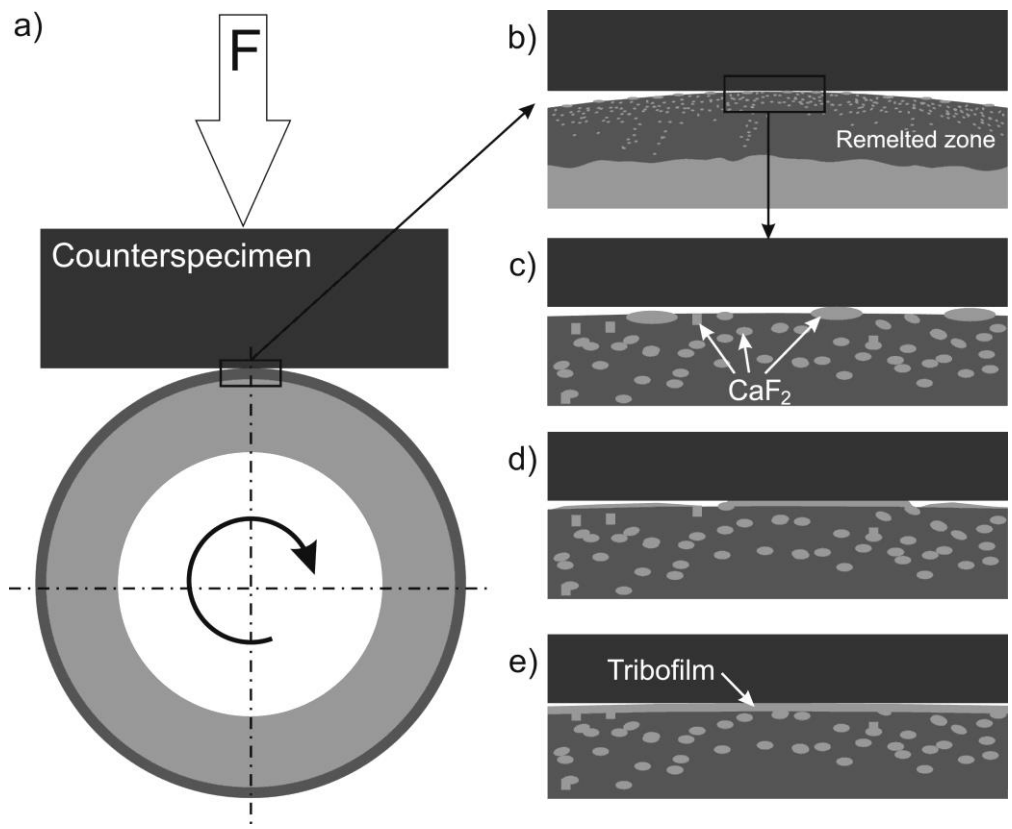 a)
F
Counterspecimen
b)
Remelted zone
c)
CaF₂
d)
e)
Tribofilm